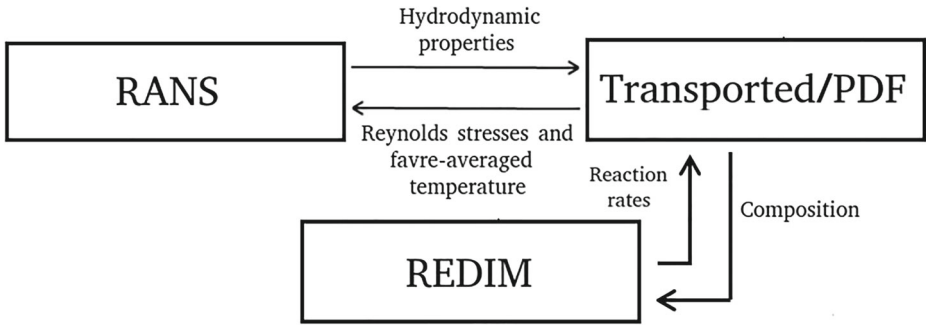 Hydrodynamic
properties
RANS
Transported/PDF
Reynolds stresses and
favre-averaged
temperature
Reaction
rates
Composition
REDIM